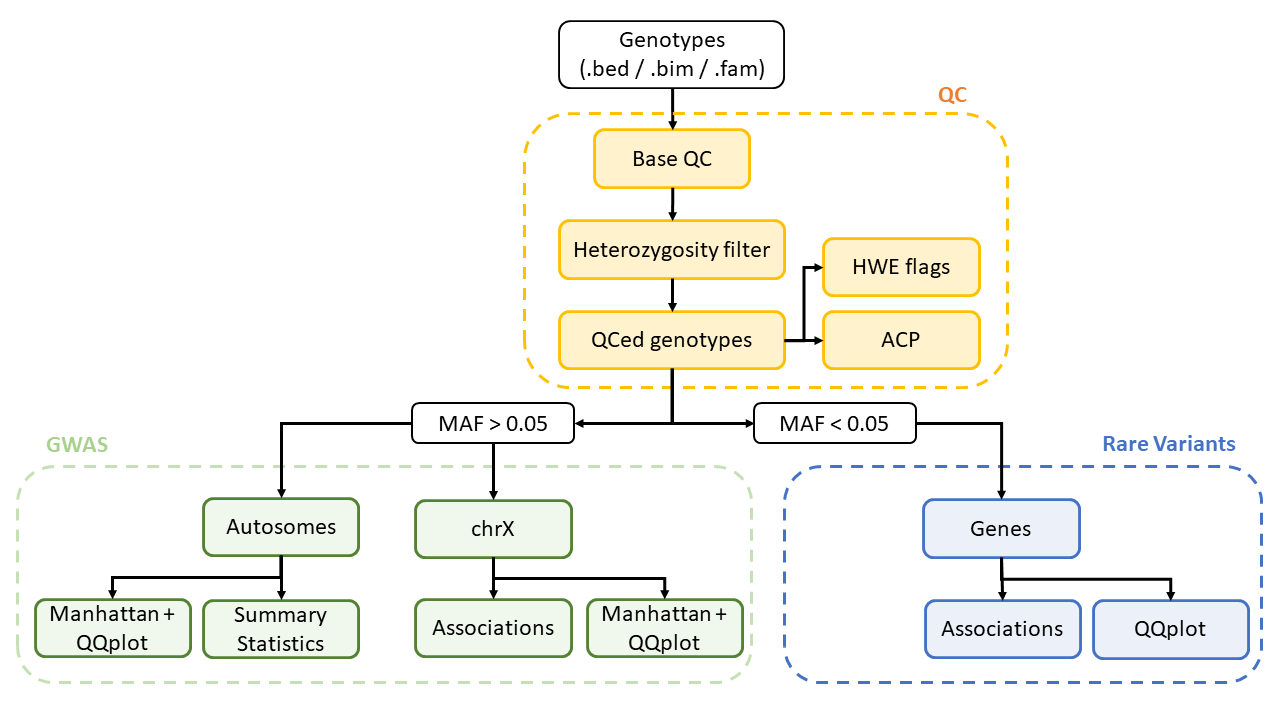 Genotypes
(.bed / .bim / .fam)
QC
Base QC
Heterozygosity filter
HWE flags
QCed genotypes
ACP
MAF > 0.05
MAF < 0.05
GWAS
Rare Variants
Autosomes
chrX
Genes
Manhattan +
QQplot
Summary
Statistics
Associations
Manhattan +
QQplot
Associations
QQplot